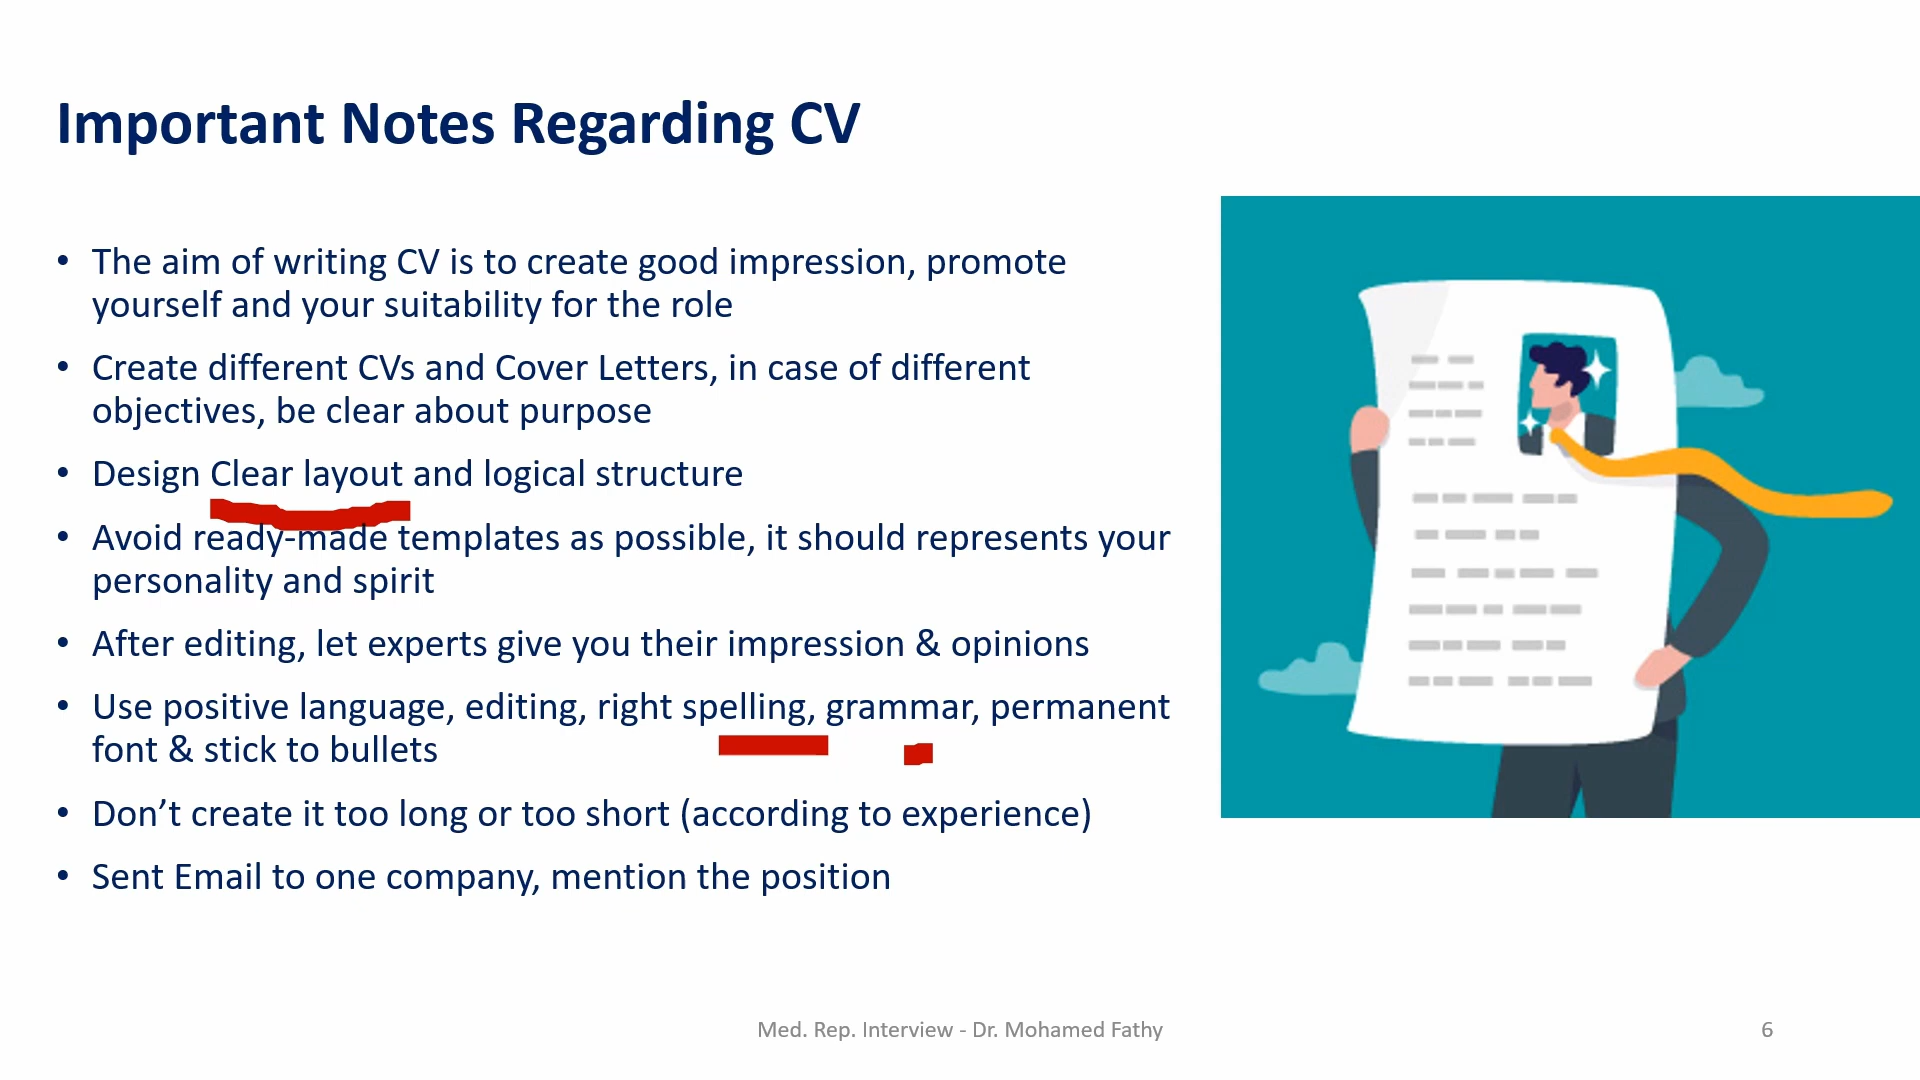 Important Notes Regarding CV
• The aim of writing CV is to create good impression, promote
yourself and your suitability for the role
• Create different CVs and Cover Letters, in case of different
objectives, be clear about purpose
• Design Clear layout and logical structure
• Avoid ready-made templates as possible, it should represents your
personality and spirit
• After editing, let experts give you their impression & opinions
• Use positive language, editing, right spelling, grammar, permanent
font & stick to bullets
• Don’t create it too long or too short (according to experience)
• Sent Email to one company, mention the position
Med. Rep. Interview - Dr. Mohamed Fathy
6